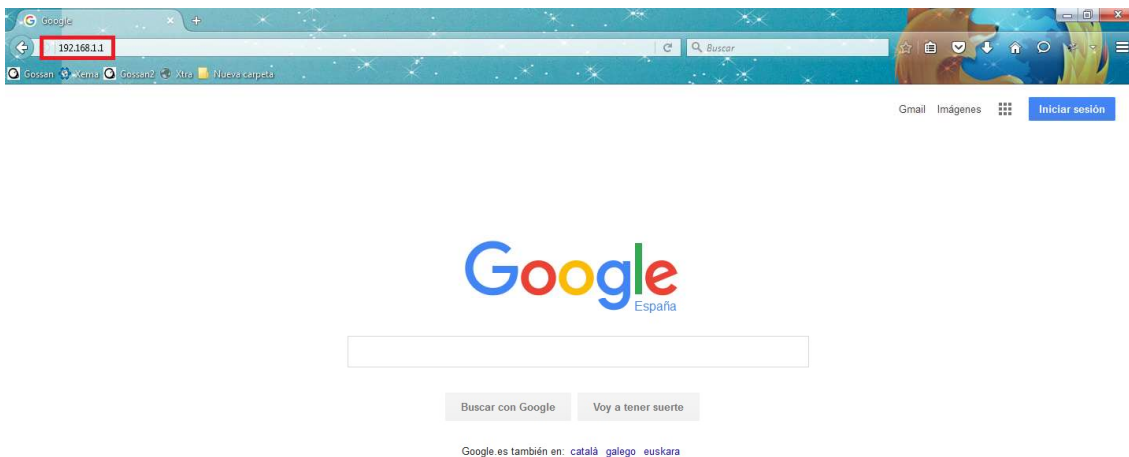 Google
192.168.1.1
Buscar
Gossan Xema Gossan2 Xtra Nueva carpeta
Gmail Imágenes Iniciar sesión
Google
España
Buscar con Google Voy a tener suerte
Google.es también en: català galego euskara